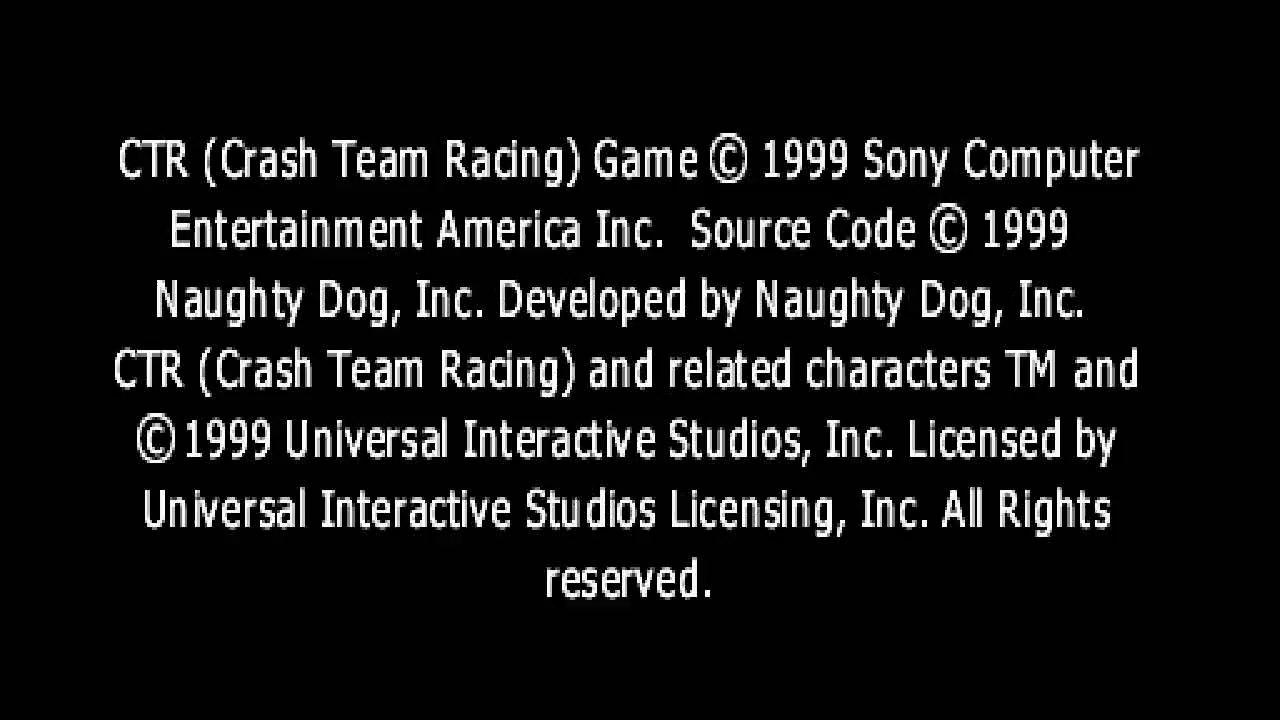 CTR (Crash Team Racing) Game © 1999 Sony Computer
Entertainment America Inc.  Source Code © 1999
Naughty Dog, Inc. Developed by Naughty Dog, Inc.
CTR (Crash Team Racing) and related characters TM and
© 1999 Universal Interactive Studios, Inc. Licensed by
Universal Interactive Studios Licensing, Inc. All Rights
reserved.